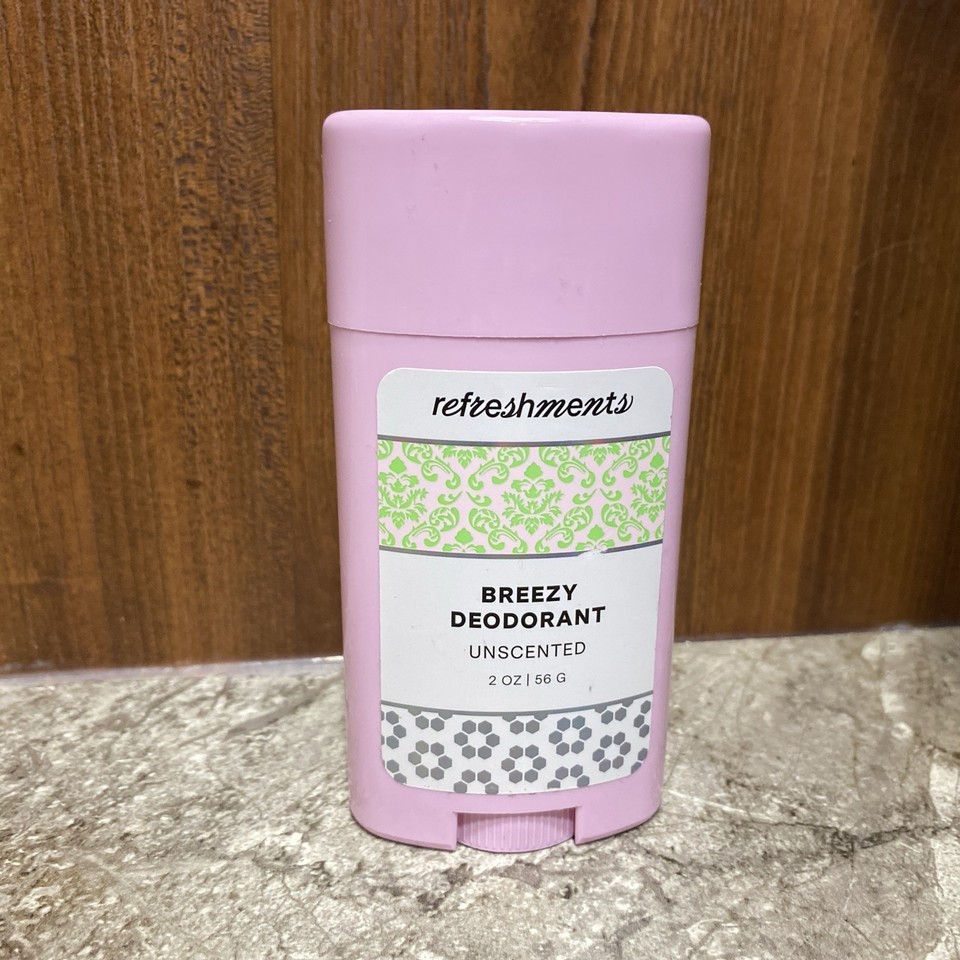 refreshments
BREEZY
DEODORANT
UNSCENTED
2 OZ | 56 G